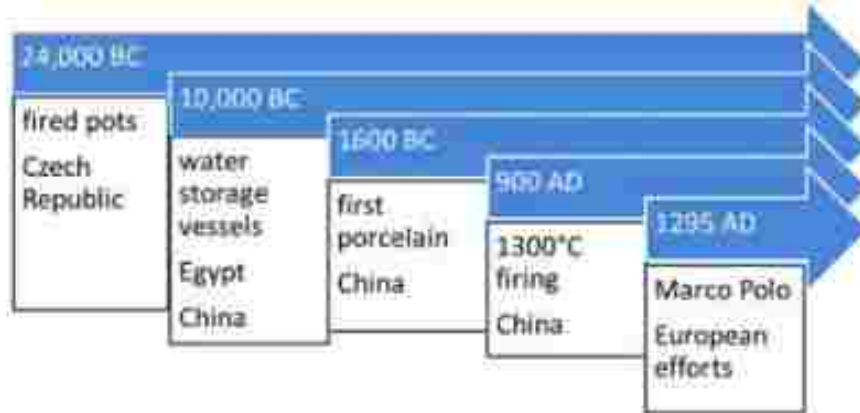 24,000 BC
fired pots
Czech
Republic
10,000 BC
water
storage
vessels
Egypt
China
1600 BC
first
porcelain
China
900 AD
1300°C
firing
China
1295 AD
Marco Polo
European
efforts